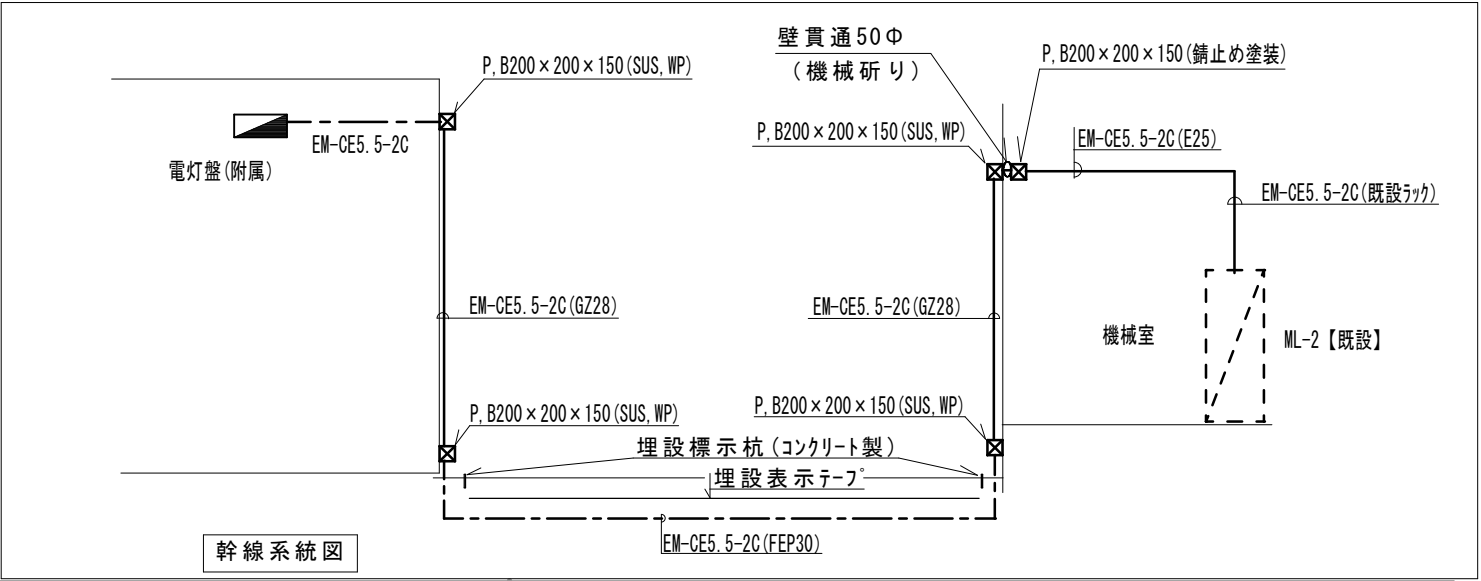 壁貫通50Φ
(機械斫り)
P,B200×200×150(SUS,WP)
P,B200×200×150(錆止め塗装)
P,B200×200×150(SUS,WP)
EM-CE5.5-2C
EM-CE5.5-2C(E25)
電灯盤(附属)
EM-CE5.5-2C(既設ラック)
EM-CE5.5-2C(GZ28)
EM-CE5.5-2C(GZ28)
機械室
ML-2【既設】
P,B200×200×150(SUS,WP)
P,B200×200×150(SUS,WP)
埋設標示杭(コンクリート製)
埋設表示テープ
幹線系統図
EM-CE5.5-2C(FEP30)